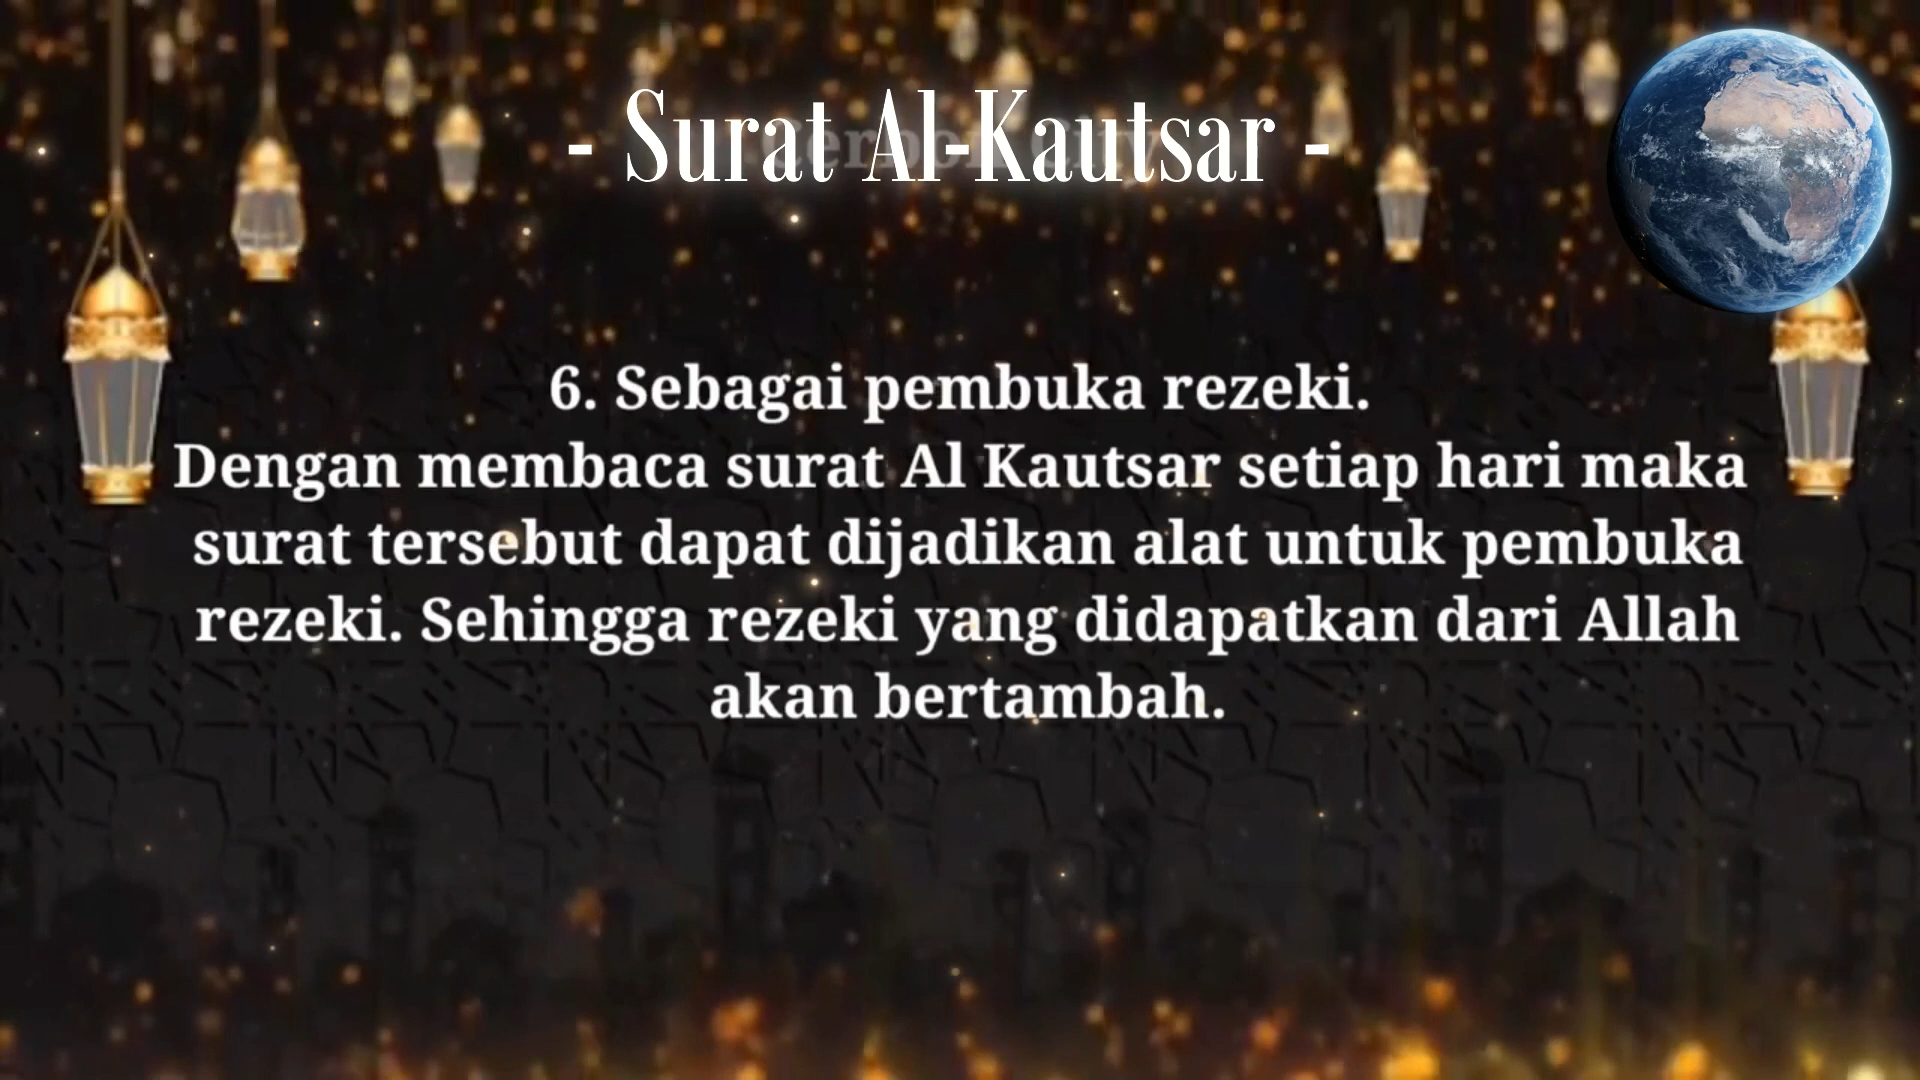 - Surat Al-Kautsar -
6. Sebagai pembuka rezeki.
Dengan membaca surat Al Kautsar setiap hari maka
surat tersebut dapat dijadikan alat untuk pembuka
rezeki. Sehingga rezeki yang didapatkan dari Allah
akan bertambah.